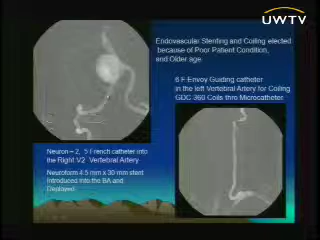 UWTV
Endovascular Stenting and Coiling elected
because of Poor Patient Condition,
and Older age.
6 F Envoy Guiding catheter
in the left Vertebral Artery for Coiling
GDC 360 Coils thro Microcatheter.
Neuron – 2, 5 French catheter into
the Right V2 Vertebral Artery
Neuroform 4.5 mm x 30 mm stent
Introduced into the BA and
Deployed